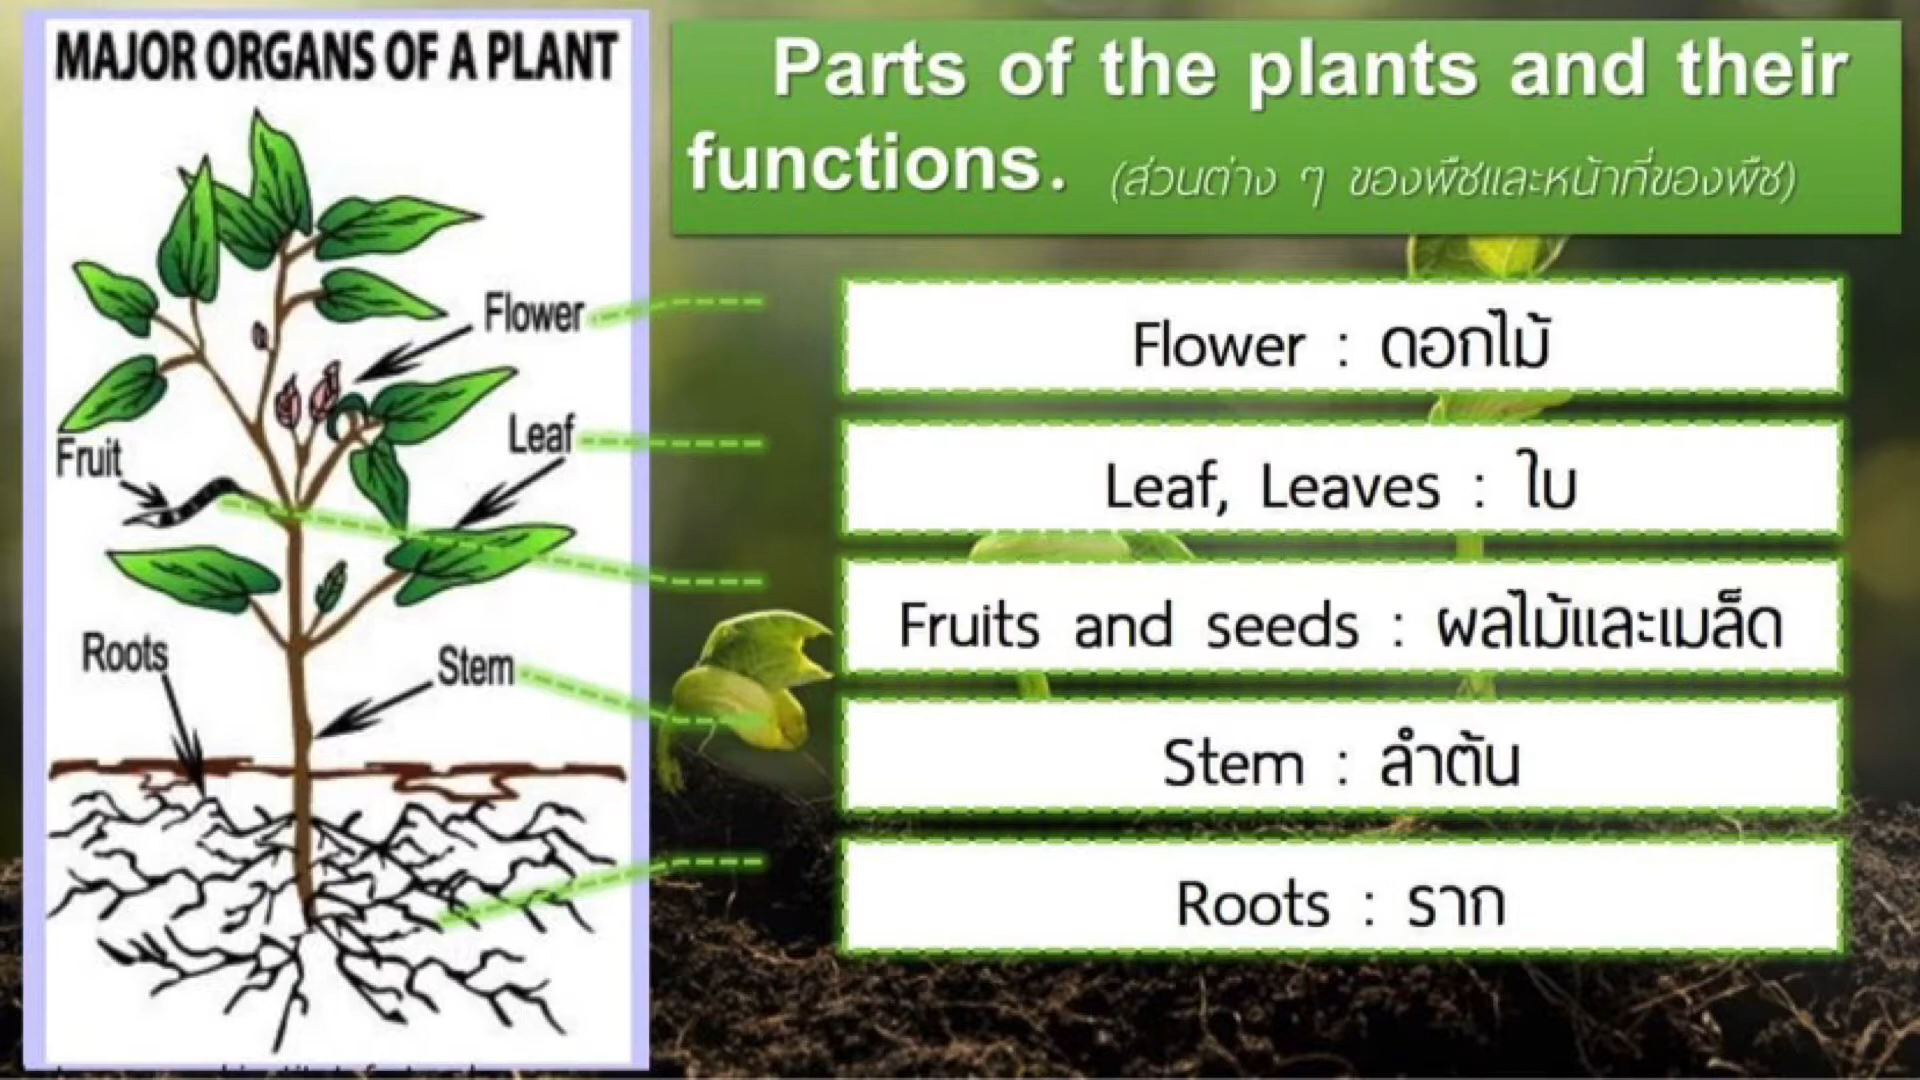 MAJOR ORGANS OF A PLANT
Flower
Leaf
Fruit
Roots
Stem
Parts of the plants and their
functions. (ส่วนต่าง ๆ ของพืชและหน้าที่ของพืช)
Flower : ดอกไม้
Leaf, Leaves : ใบ
Fruits and seeds : ผลไม้และเมล็ด
Stem : ลำต้น
Roots : ราก